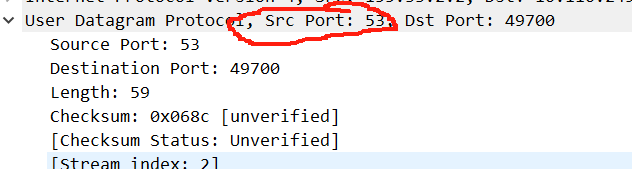 User Datagram Protocol, Src Port: 53, Dst Port: 49700
Source Port: 53
Destination Port: 49700
Length: 59
Checksum: 0x068c [unverified]
[Checksum Status: Unverified]
[Stream index: 2]